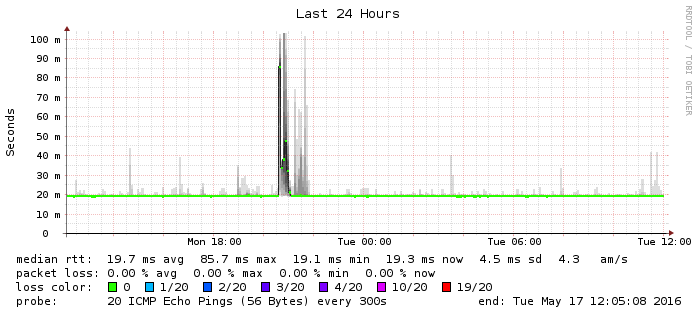 Last 24 Hours
RRDTOOL / TOBI OETIKER
Seconds
100 m
90 m
80 m
70 m
60 m
50 m
40 m
30 m
20 m
10 m
0
Mon 18:00 Tue 00:00 Tue 06:00 Tue 12:00
median rtt: 19.7 ms avg 85.7 ms max 19.1 ms min 19.3 ms now 4.5 ms sd 4.3 am/s
packet loss: 0.00 % avg 0.00 % max 0.00 % min 0.00 % now
loss color: 0 1/20 2/20 3/20 4/20 10/20 19/20
probe: 20 ICMP Echo Pings (56 Bytes) every 300s end: Tue May 17 12:05:08 2016